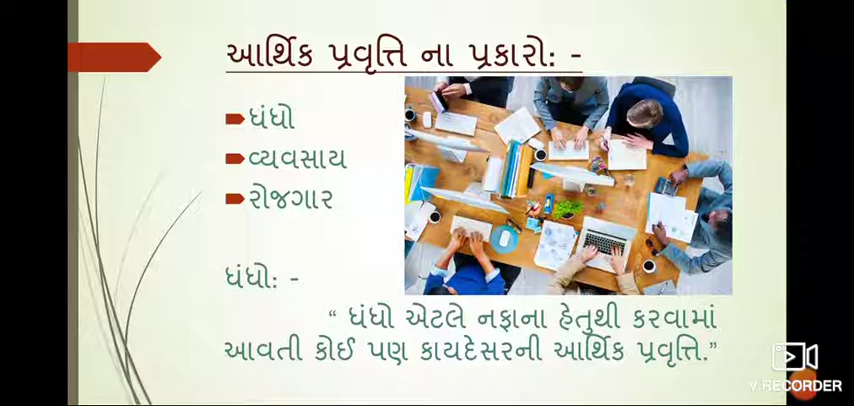 આર્થિક પ્રવૃત્તિ ના પ્રકારો: -
ધંધો
વ્યવસાય
રોજગાર
ધંધો: -
“ ધંધો એટલે નફાના હેતુથી કરવામાં
આવતી કોઈ પણ કાયદેસરની આર્થિક પ્રવૃત્તિ.”
V-RECORDER